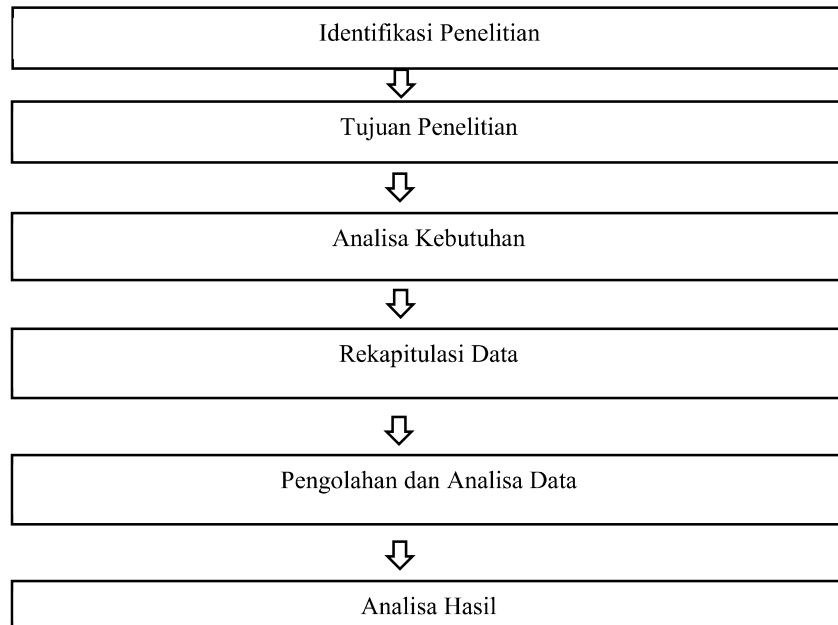 Identifikasi Penelitian
Tujuan Penelitian
Analisa Kebutuhan
Rekapitulasi Data
Pengolahan dan Analisa Data
Analisa Hasil